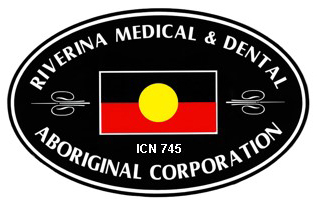 RIVERINA MEDICAL & DENTAL
ICN 745
ABORIGINAL CORPORATION